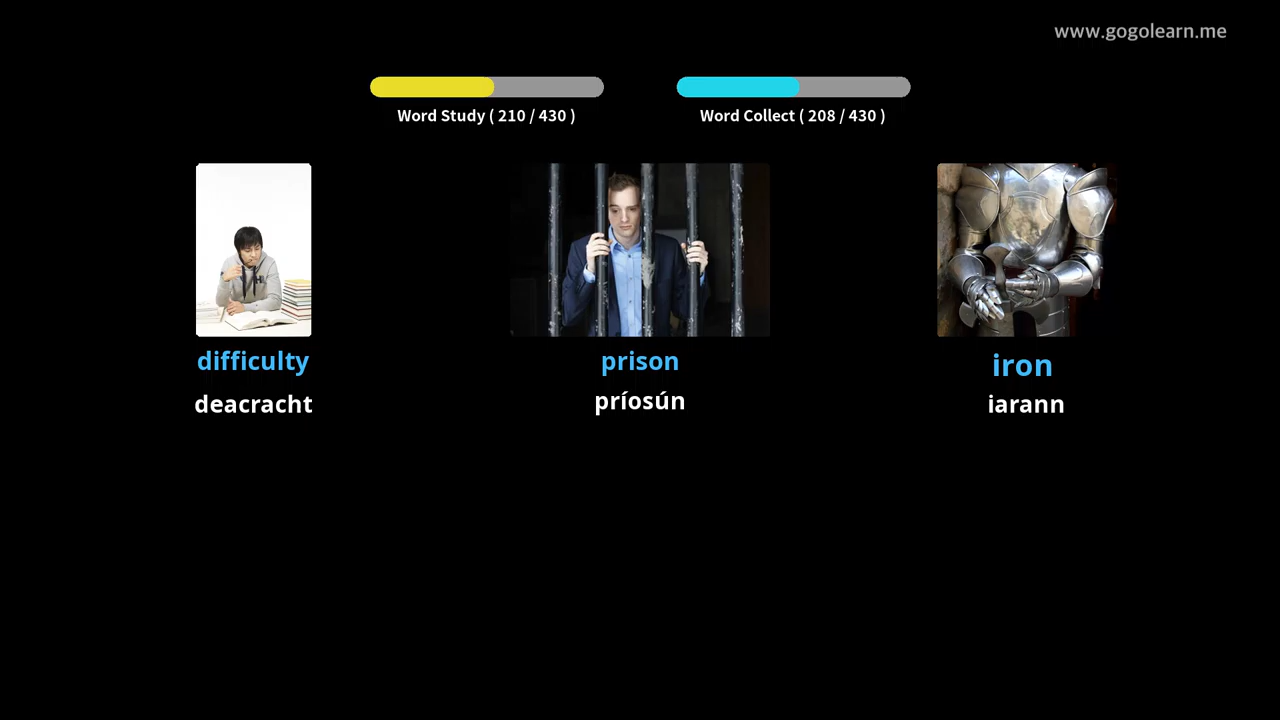 www.gogolearn.me
Word Study ( 210 / 430 )
Word Collect ( 208 / 430 )
difficulty
prison
iron
deacracht
príosún
iarann